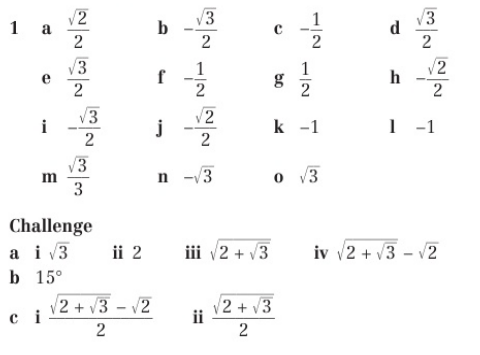 1 a √2/2 b −√3/2 c −1/2 d √3/2
e √3/2 f −1/2 g 1/2 h −√2/2
i −√3/2 j −√2/2 k −1 l −1
m √3/3 n −√3 o √3
Challenge
a i √3 ii 2 iii √(2 + √3) iv √(2 + √3) − √2
b 15°
c i (√(2 + √3) − √2)/2 ii √(2 + √3)/2